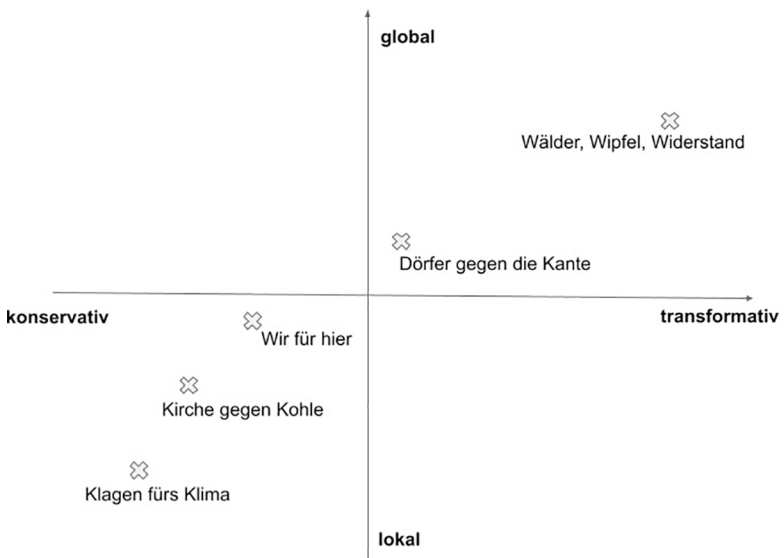 global
Wälder, Wipfel, Widerstand
Dörfer gegen die Kante
konservativ
transformativ
Wir für hier
Kirche gegen Kohle
Klagen fürs Klima
lokal